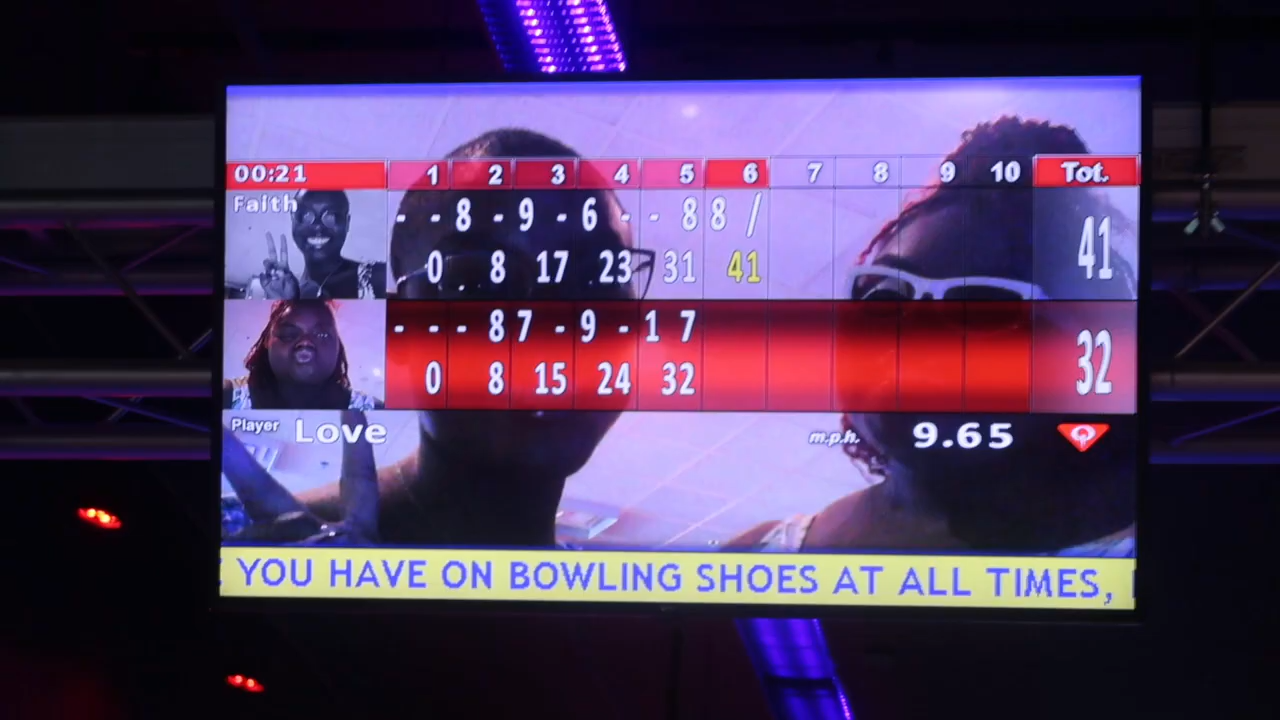 00:21 1 2 3 4 5 6 7 8 9 10 Tot.
Faith - - 8 - 9 - 6 - - 8 8 /
0 8 17 23 31 41 41
- - - 8 7 - 9 - 1 7
0 8 15 24 32 32
Player Love m.p.h. 9.65
YOU HAVE ON BOWLING SHOES AT ALL TIMES,